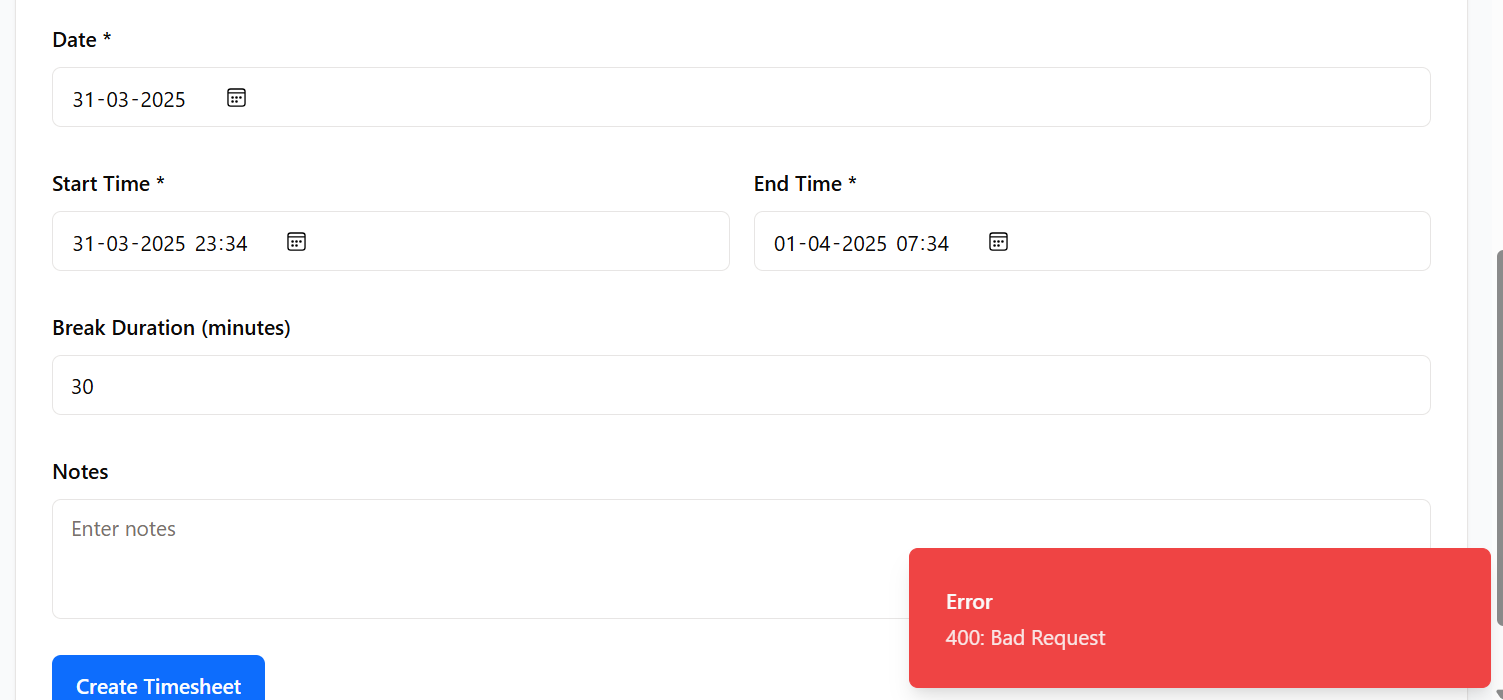 Date *
31-03-2025
Start Time *
End Time *
31-03-2025 23:34
01-04-2025 07:34
Break Duration (minutes)
30
Notes
Enter notes
Error
400: Bad Request
Create Timesheet